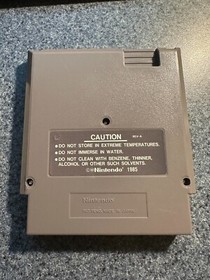 CAUTION
REV-A
● DO NOT STORE IN EXTREME TEMPERATURES.
● DO NOT IMMERSE IN WATER.
● DO NOT CLEAN WITH BENZENE, THINNER,
ALCOHOL OR OTHER SUCH SOLVENTS.
©Nintendo 1985